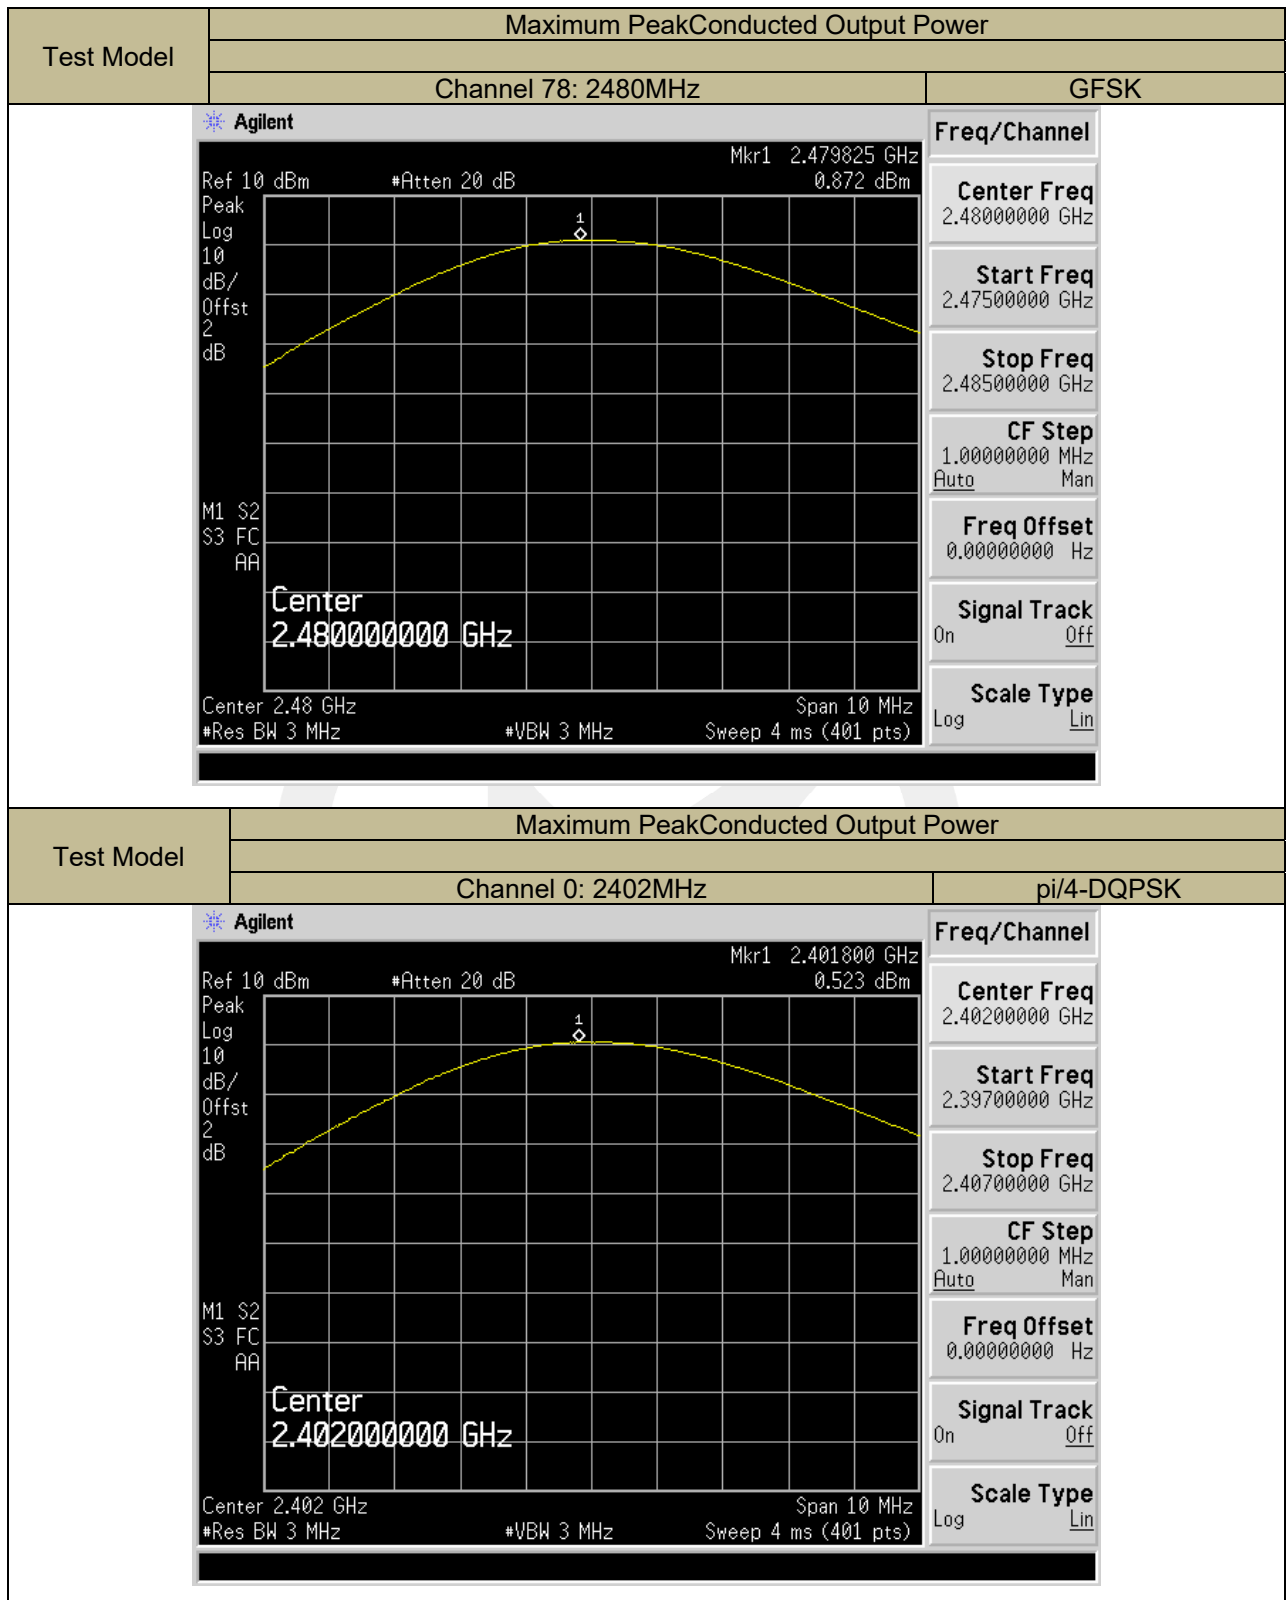 Test Model
Maximum PeakConducted Output Power
Channel 78: 2480MHz
GFSK
Agilent
Mkr1 2.479825 GHz
Ref 10 dBm #Atten 20 dB 0.872 dBm
Peak
Log
10
dB/
Offst
2
dB
1
M1 S2
S3 FC
AA
Center
2.480000000 GHz
Center 2.48 GHz Span 10 MHz
#Res BW 3 MHz #VBW 3 MHz Sweep 4 ms (401 pts)
Freq/Channel
Center Freq
2.48000000 GHz
Start Freq
2.47500000 GHz
Stop Freq
2.48500000 GHz
CF Step
1.00000000 MHz
Auto Man
Freq Offset
0.00000000 Hz
Signal Track
On Off
Scale Type
Log Lin
Test Model
Maximum PeakConducted Output Power
Channel 0: 2402MHz
pi/4-DQPSK
Agilent
Mkr1 2.401800 GHz
Ref 10 dBm #Atten 20 dB 0.523 dBm
Peak
Log
10
dB/
Offst
2
dB
1
M1 S2
S3 FC
AA
Center
2.402000000 GHz
Center 2.402 GHz Span 10 MHz
#Res BW 3 MHz #VBW 3 MHz Sweep 4 ms (401 pts)
Freq/Channel
Center Freq
2.40200000 GHz
Start Freq
2.39700000 GHz
Stop Freq
2.40700000 GHz
CF Step
1.00000000 MHz
Auto Man
Freq Offset
0.00000000 Hz
Signal Track
On Off
Scale Type
Log Lin